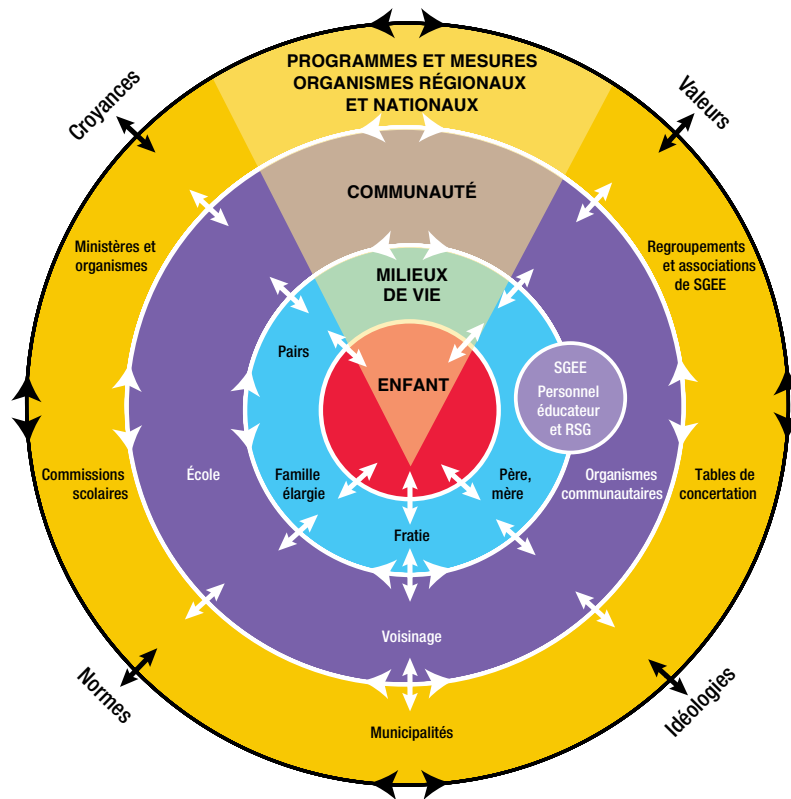 PROGRAMMES ET MESURES
ORGANISMES RÉGIONAUX
ET NATIONAUX
Croyances
Valeurs
COMMUNAUTÉ
Ministères et
organismes
Regroupements
et associations
de SGEE
MILIEUX
DE VIE
Pairs
ENFANT
SGEE
Personnel
éducateur
et RSG
Commissions
scolaires
École
Famille
élargie
Père,
mère
Organismes
communautaires
Tables de
concertation
Fratie
Voisinage
Normes
Idéologies
Municipalités